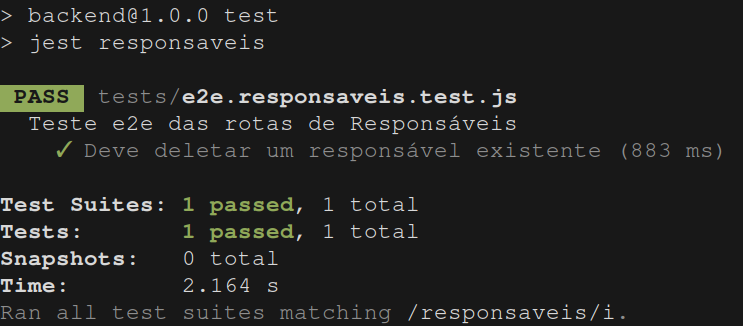 > backend@1.0.0 test
> jest responsaveis
PASS tests/e2e.responsaveis.test.js
Teste e2e das rotas de Responsáveis
✓ Deve deletar um responsável existente (883 ms)
Test Suites: 1 passed, 1 total
Tests: 1 passed, 1 total
Snapshots: 0 total
Time: 2.164 s
Ran all test suites matching /responsaveis/i.